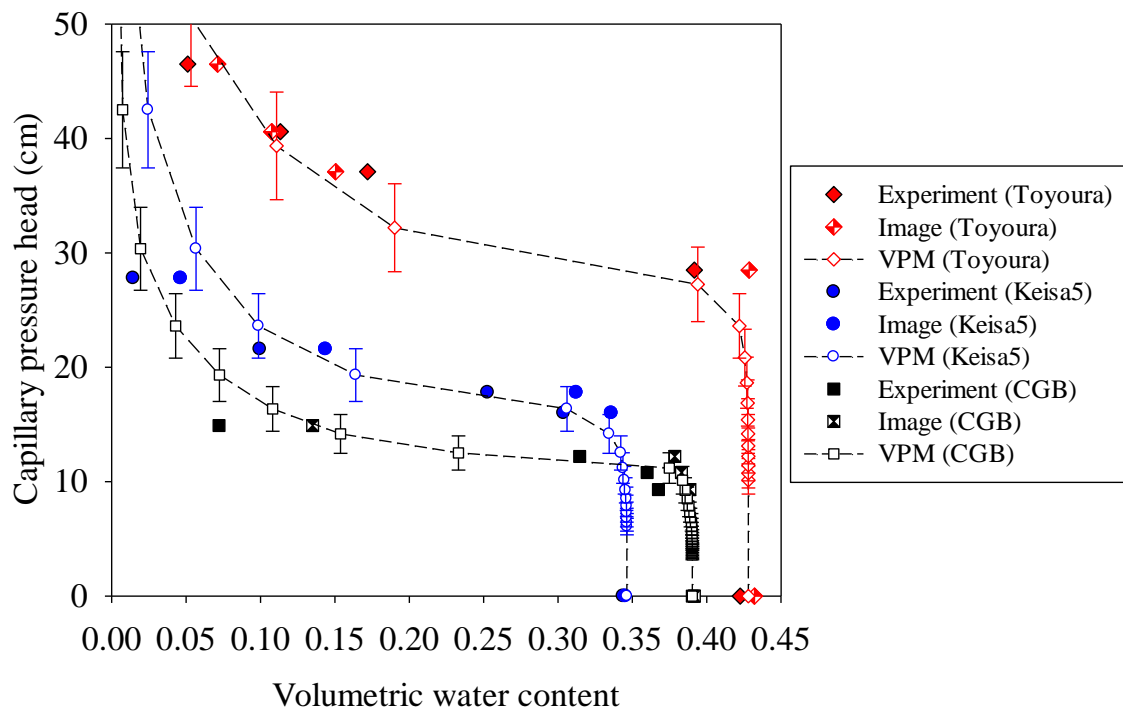 50
40
30
20
10
0
Capillary pressure head (cm)
0.00 0.05 0.10 0.15 0.20 0.25 0.30 0.35 0.40 0.45
Volumetric water content
Experiment (Toyoura)
Image (Toyoura)
VPM (Toyoura)
Experiment (Keisa5)
Image (Keisa5)
VPM (Keisa5)
Experiment (CGB)
Image (CGB)
VPM (CGB)